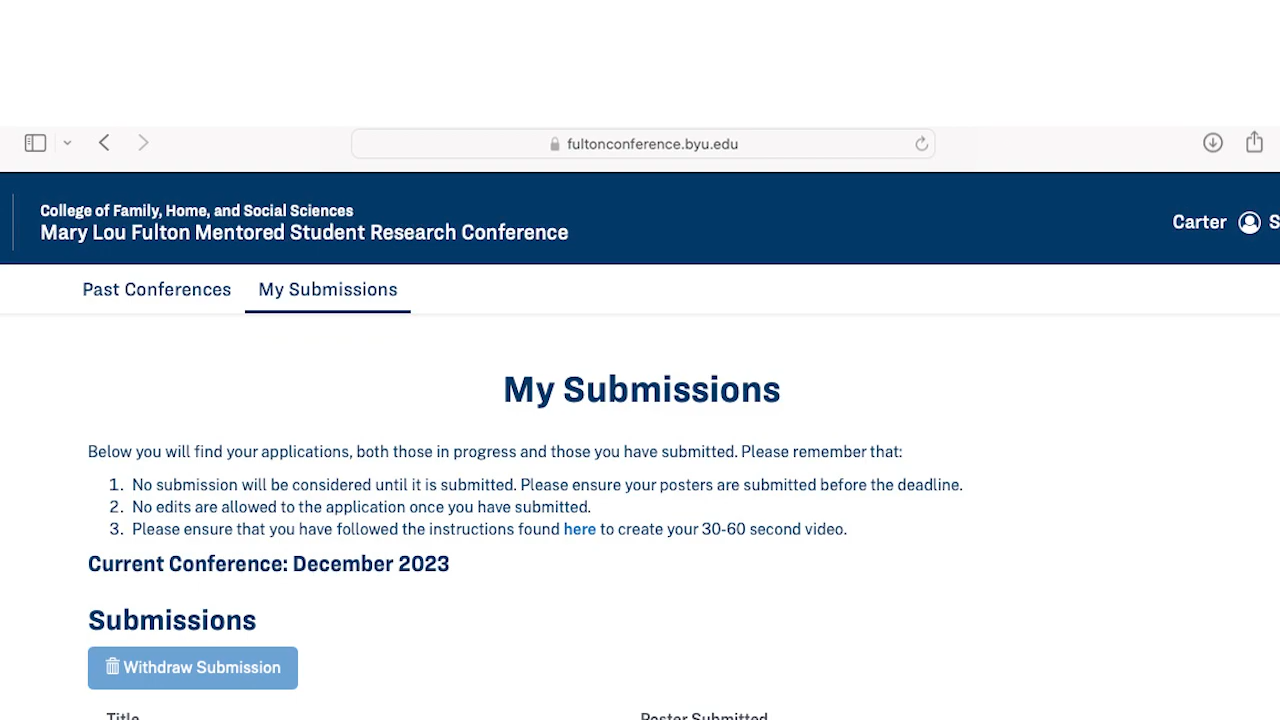 fultonconference.byu.edu
College of Family, Home, and Social Sciences
Mary Lou Fulton Mentored Student Research Conference
Carter S
Past Conferences My Submissions
My Submissions
Below you will find your applications, both those in progress and those you have submitted. Please remember that:
1. No submission will be considered until it is submitted. Please ensure your posters are submitted before the deadline.
2. No edits are allowed to the application once you have submitted.
3. Please ensure that you have followed the instructions found here to create your 30-60 second video.
Current Conference: December 2023
Submissions
Withdraw Submission
Title Poster Submitted